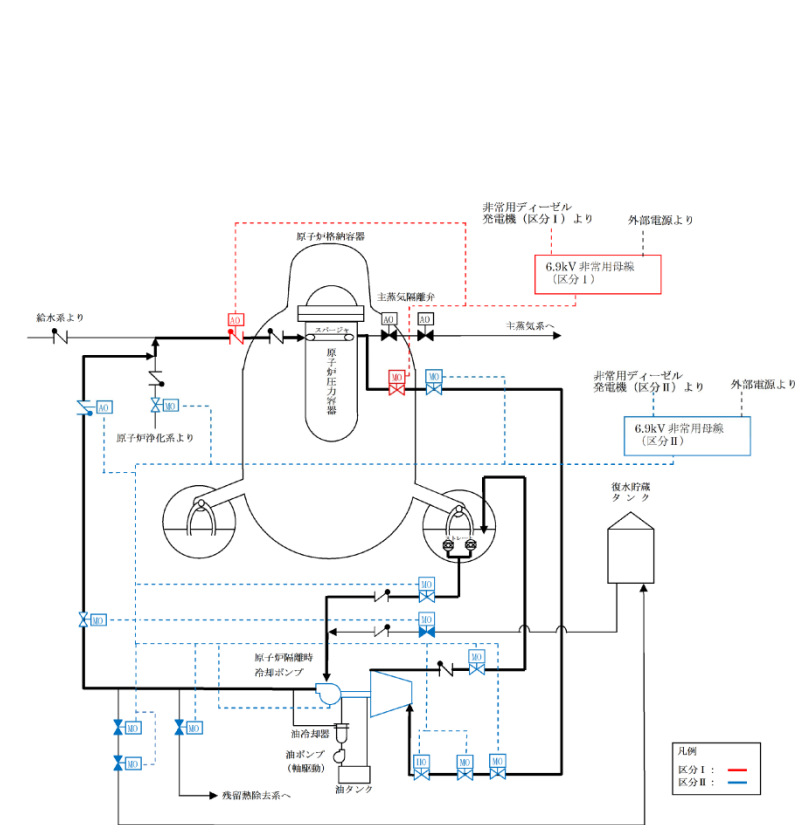 非常用ディーゼル
発電機（区分Ⅰ）より
外部電源より
原子炉格納容器
6.9kV 非常用母線
（区分Ⅰ）
主蒸気隔離弁
給水系より
AO
AO
AO
主蒸気系へ
スパージャ
原子炉圧力容器
MO
MO
非常用ディーゼル
発電機（区分Ⅱ）より
外部電源より
AO
MO
6.9kV 非常用母線
（区分Ⅱ）
原子炉浄化系より
復水貯蔵
タンク
MO
MO
MO
原子炉隔離時
冷却ポンプ
MO
MO
MO
油冷却器
油ポンプ
（軸駆動）
MO
MO
MO
MO
油タンク
残留熱除去系へ
凡例
区分Ⅰ：
区分Ⅱ：